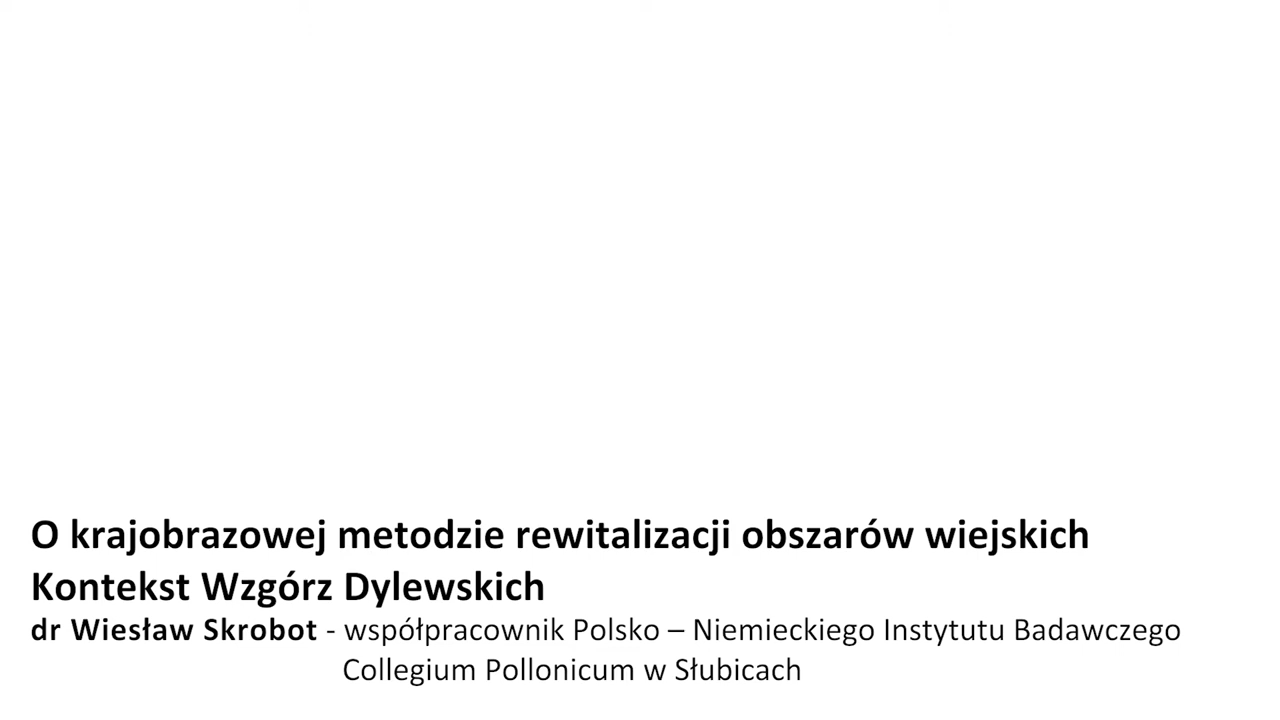 O krajobrazowej metodzie rewitalizacji obszarów wiejskich
Kontekst Wzgórz Dylewskich
dr Wiesław Skrobot - współpracownik Polsko – Niemieckiego Instytutu Badawczego
Collegium Pollonicum w Słubicach